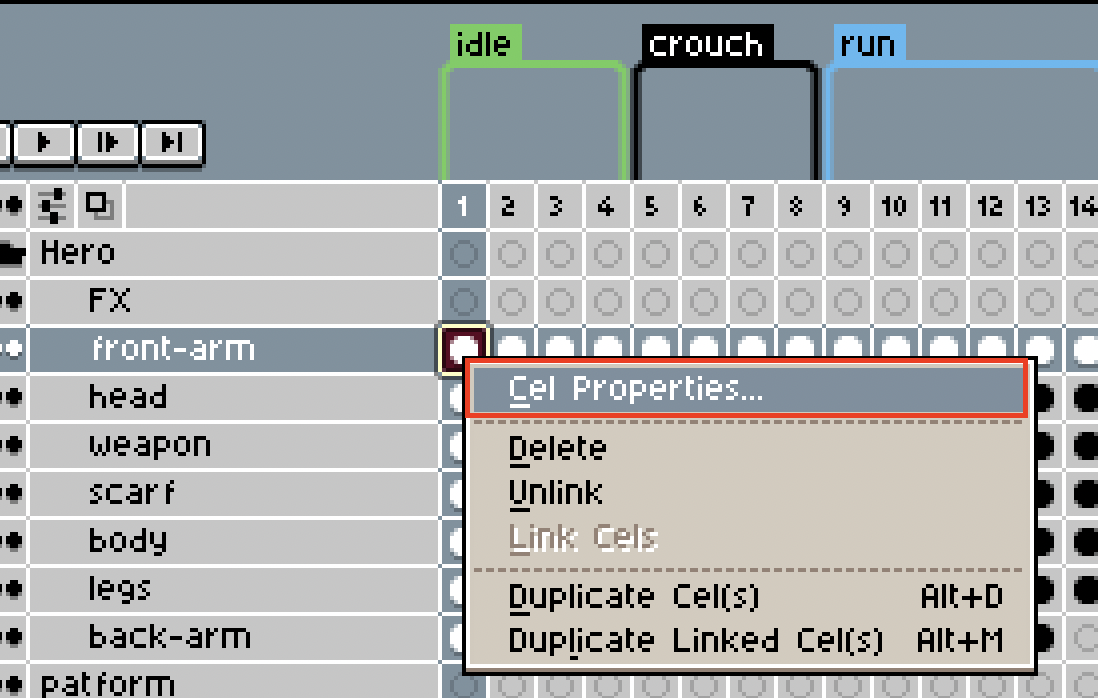 idle crouch run
1 2 3 4 5 6 7 8 9 10 11 12 13 14
Hero
FX
front-arm
Cel Properties...
head
Delete
weapon
Unlink
scarf
Link Cels
body
legs
Duplicate Cel(s) Alt+D
back-arm
Duplicate Linked Cel(s) Alt+M
patform